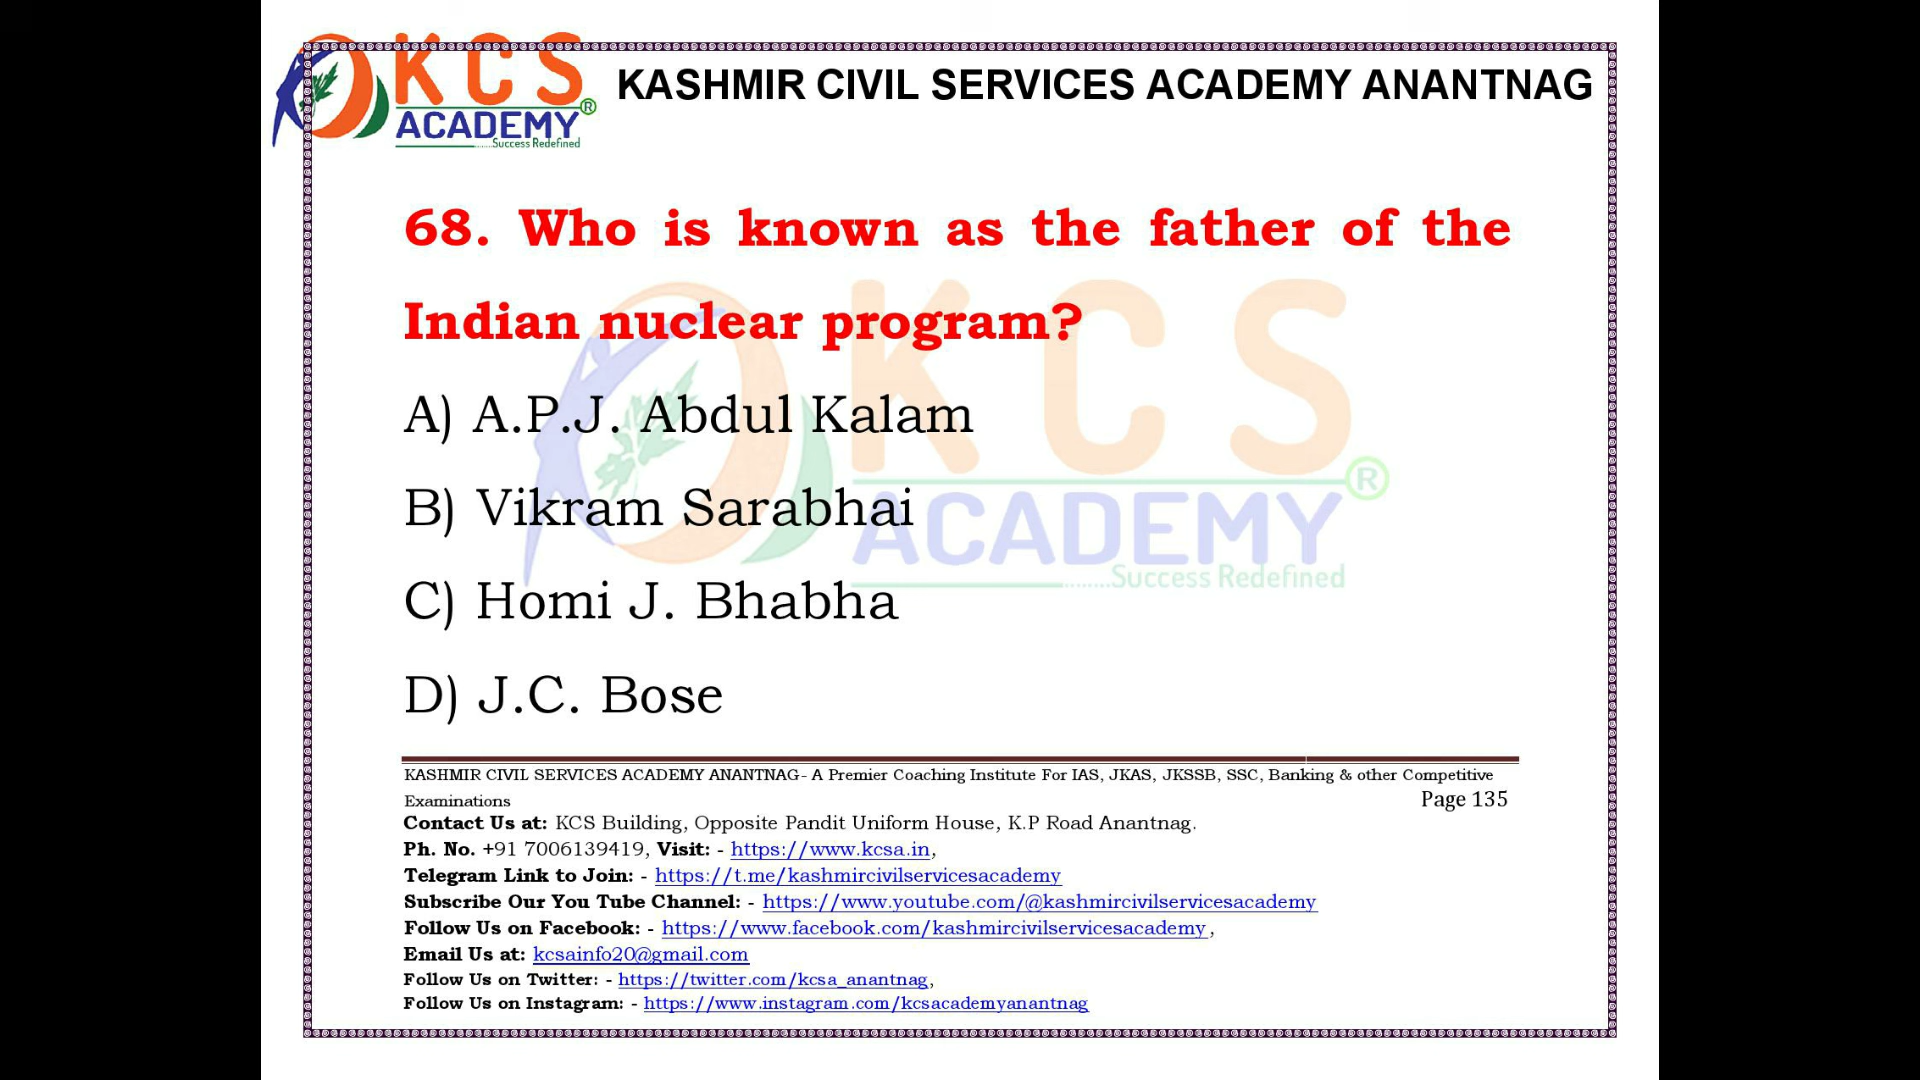 KCS
ACADEMY®
........Success Redefined
KASHMIR CIVIL SERVICES ACADEMY ANANTNAG
68. Who is known as the father of the
Indian nuclear program?
A) A.P.J. Abdul Kalam
B) Vikram Sarabhai
C) Homi J. Bhabha
D) J.C. Bose
KCS
ACADEMY®
........Success Redefined
KASHMIR CIVIL SERVICES ACADEMY ANANTNAG- A Premier Coaching Institute For IAS, JKAS, JKSSB, SSC, Banking & other Competitive
Examinations Page 135
Contact Us at: KCS Building, Opposite Pandit Uniform House, K.P Road Anantnag.
Ph. No. +91 7006139419, Visit: - https://www.kcsa.in,
Telegram Link to Join: - https://t.me/kashmircivilservicesacademy
Subscribe Our You Tube Channel: - https://www.youtube.com/@kashmircivilservicesacademy
Follow Us on Facebook: - https://www.facebook.com/kashmircivilservicesacademy,
Email Us at: kcsainfo20@gmail.com
Follow Us on Twitter: - https://twitter.com/kcsa_anantnag,
Follow Us on Instagram: - https://www.instagram.com/kcsacademyanantnag